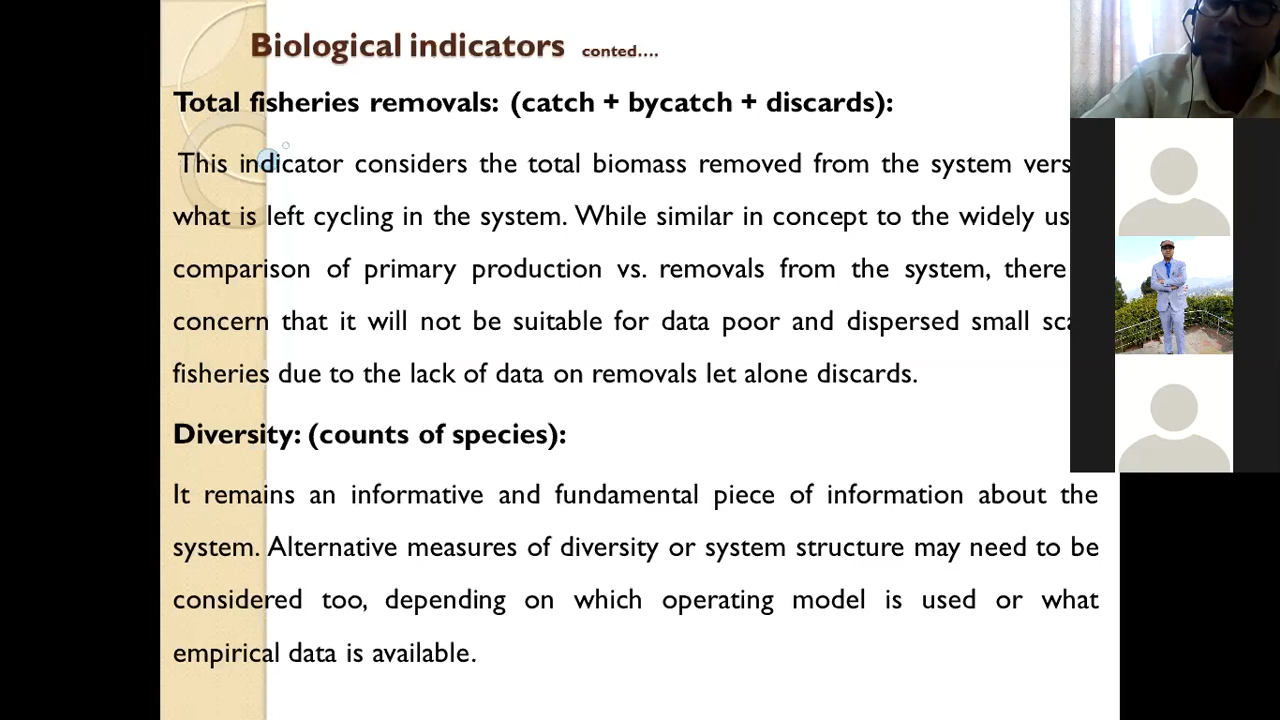 Biological indicators conted....
Total fisheries removals: (catch + bycatch + discards):
This indicator considers the total biomass removed from the system
what is left cycling in the system. While similar in concept to the widely
comparison of primary production vs. removals from the system, there
concern that it will not be suitable for data poor and dispersed small
fisheries due to the lack of data on removals let alone discards.
Diversity: (counts of species):
It remains an informative and fundamental piece of information about the
system. Alternative measures of diversity or system structure may need to be
considered too, depending on which operating model is used or what
empirical data is available.